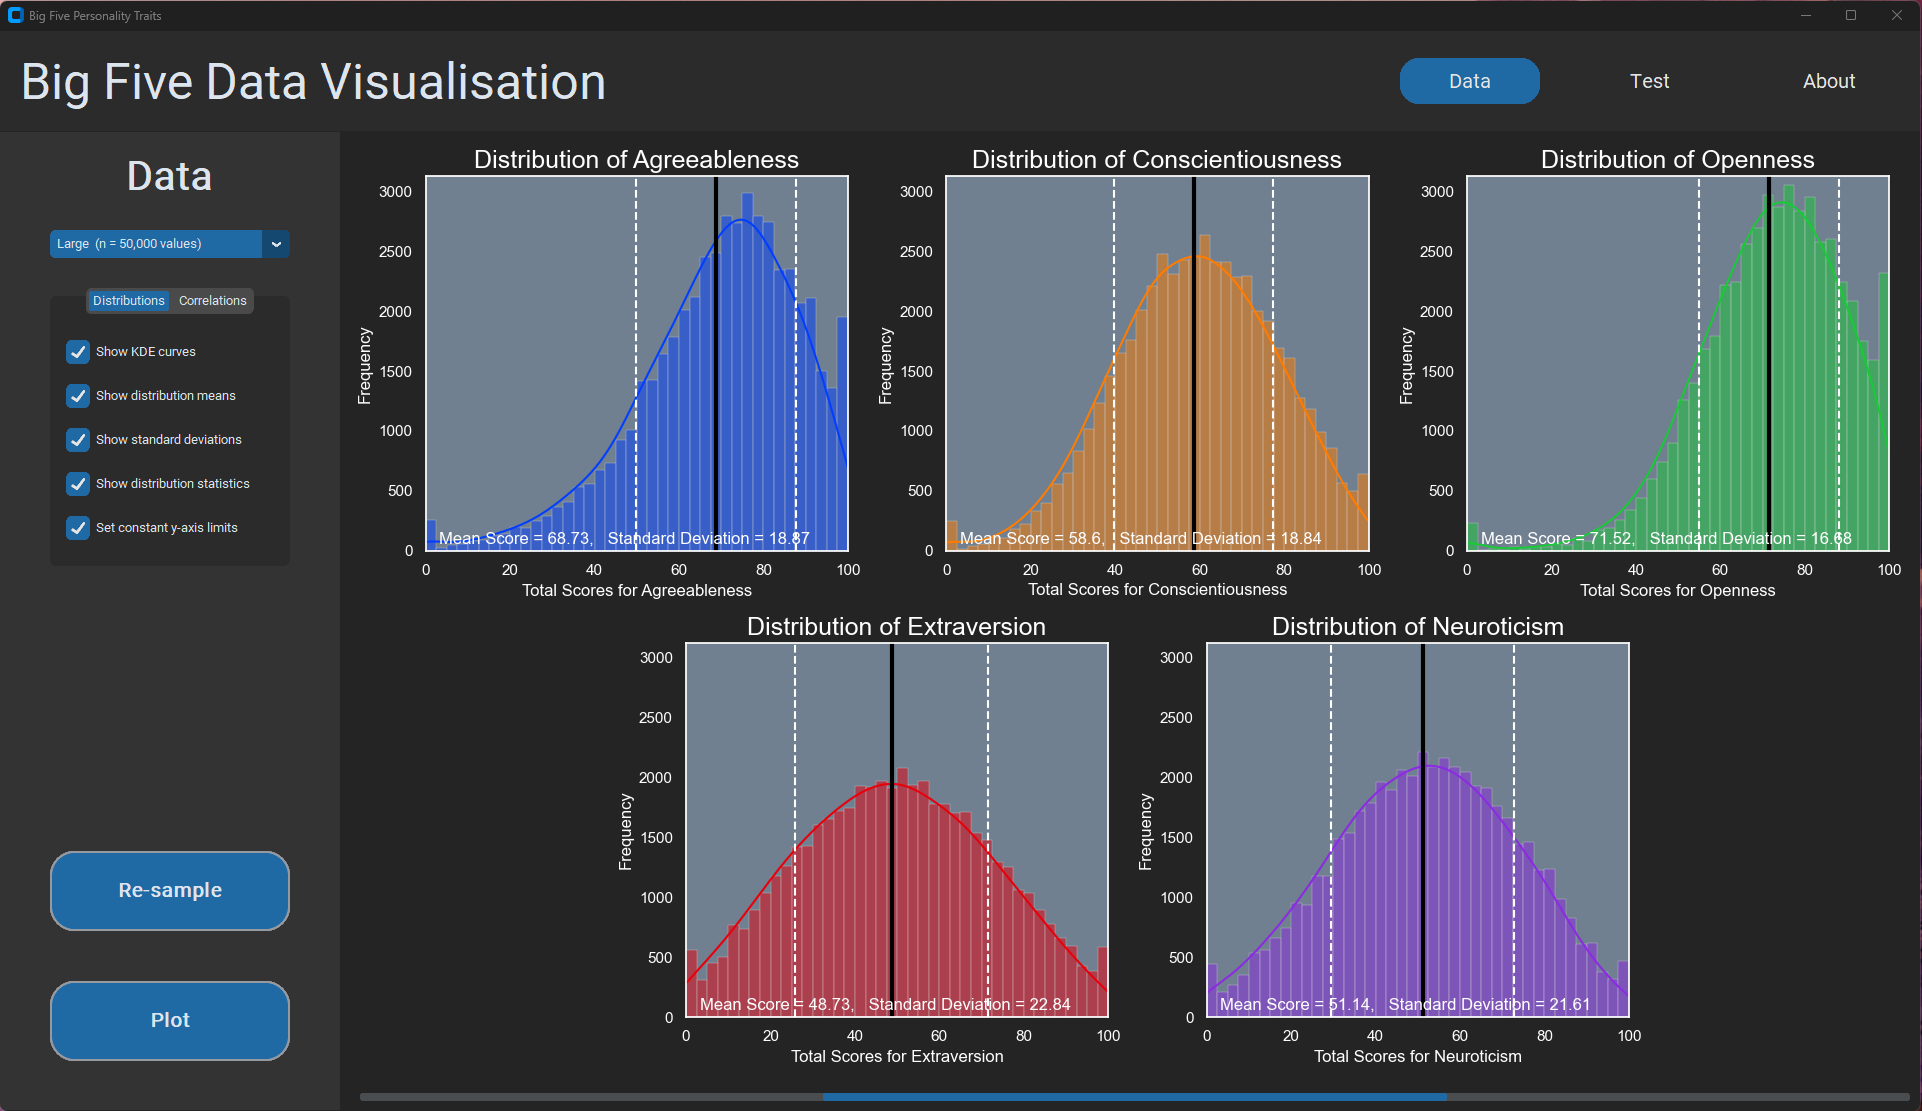 Big Five Personality Traits
Big Five Data Visualisation
Data
Test
About
Data
Large (n = 50,000 values)
Distributions
Correlations
Show KDE curves
Show distribution means
Show standard deviations
Show distribution statistics
Set constant y-axis limits
Re-sample
Plot
Distribution of Agreeableness
3000
2500
2000
1500
1000
500
0
Frequency
Mean Score = 68.73, Standard Deviation = 18.87
0 20 40 60 80 100
Total Scores for Agreeableness
Distribution of Conscientiousness
3000
2500
2000
1500
1000
500
0
Frequency
Mean Score = 58.6, Standard Deviation = 18.84
0 20 40 60 80 100
Total Scores for Conscientiousness
Distribution of Openness
3000
2500
2000
1500
1000
500
0
Frequency
Mean Score = 71.52, Standard Deviation = 16.68
0 20 40 60 80 100
Total Scores for Openness
Distribution of Extraversion
3000
2500
2000
1500
1000
500
0
Frequency
Mean Score = 48.73, Standard Deviation = 22.84
0 20 40 60 80 100
Total Scores for Extraversion
Distribution of Neuroticism
3000
2500
2000
1500
1000
500
0
Frequency
Mean Score = 51.14, Standard Deviation = 21.61
0 20 40 60 80 100
Total Scores for Neuroticism